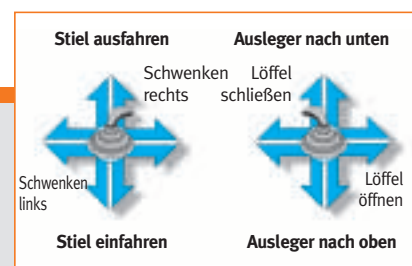 Stiel ausfahren
Ausleger nach unten
Schwenken
rechts
Löffel
schließen
Schwenken
links
Löffel
öffnen
Stiel einfahren
Ausleger nach oben